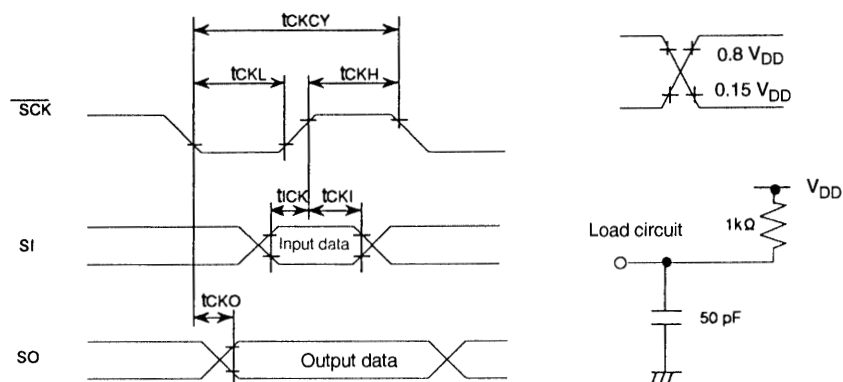 tCKCY
tCKL
tCKH
SCK
tICK
tCKI
SI
Input data
tCKO
SO
Output data
0.8 VDD
0.15 VDD
VDD
1kΩ
Load circuit
50 pF